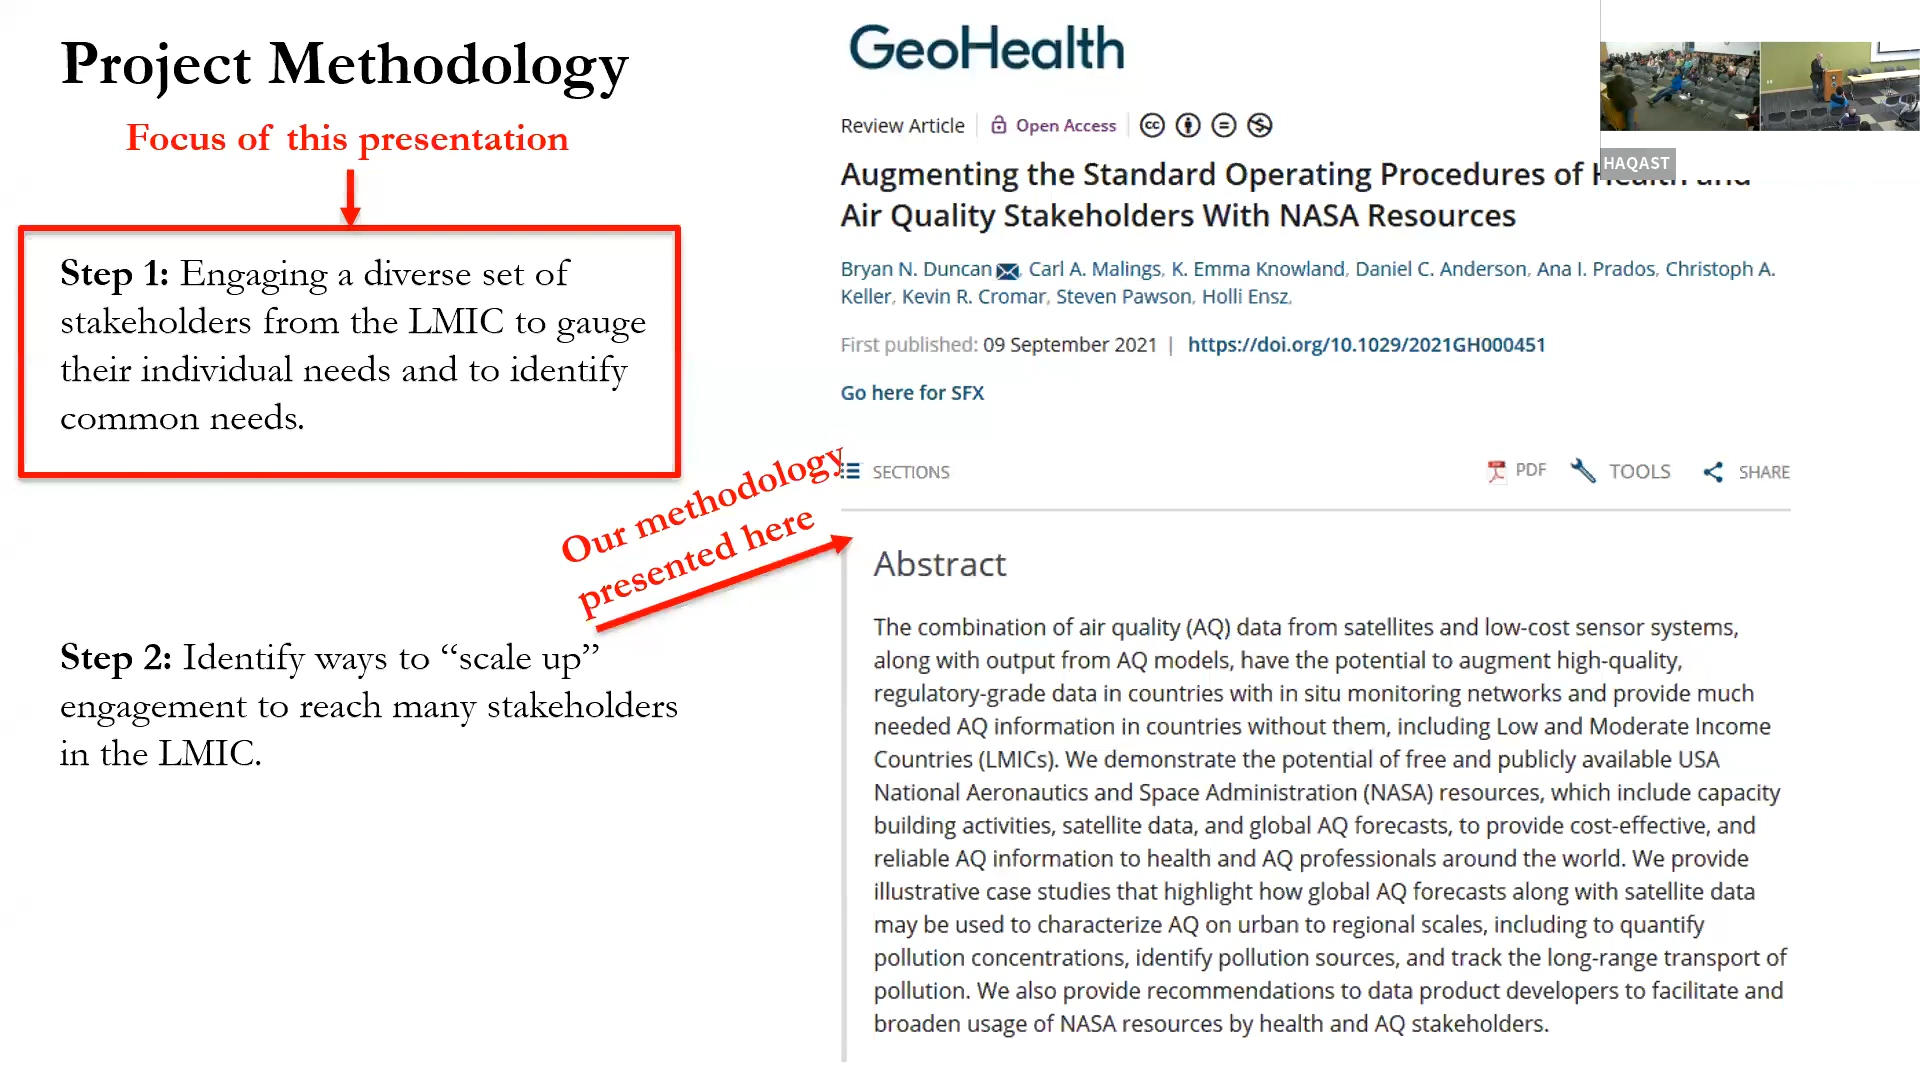 Project Methodology
Focus of this presentation
Step 1: Engaging a diverse set of
stakeholders from the LMIC to gauge
their individual needs and to identify
common needs.
Our methodology
presented here
Step 2: Identify ways to “scale up”
engagement to reach many stakeholders
in the LMIC.
GeoHealth
Review Article
Open Access
HAQAST
Augmenting the Standard Operating Procedures of Health and
Air Quality Stakeholders With NASA Resources
Bryan N. Duncan, Carl A. Malings, K. Emma Knowland, Daniel C. Anderson, Ana I. Prados, Christoph A.
Keller, Kevin R. Cromar, Steven Pawson, Holli Ensz,
First published: 09 September 2021 | https://doi.org/10.1029/2021GH000451
Go here for SFX
SECTIONS
PDF
TOOLS
SHARE
Abstract
The combination of air quality (AQ) data from satellites and low-cost sensor systems,
along with output from AQ models, have the potential to augment high-quality,
regulatory-grade data in countries with in situ monitoring networks and provide much
needed AQ information in countries without them, including Low and Moderate Income
Countries (LMICs). We demonstrate the potential of free and publicly available USA
National Aeronautics and Space Administration (NASA) resources, which include capacity
building activities, satellite data, and global AQ forecasts, to provide cost-effective, and
reliable AQ information to health and AQ professionals around the world. We provide
illustrative case studies that highlight how global AQ forecasts along with satellite data
may be used to characterize AQ on urban to regional scales, including to quantify
pollution concentrations, identify pollution sources, and track the long-range transport of
pollution. We also provide recommendations to data product developers to facilitate and
broaden usage of NASA resources by health and AQ stakeholders.